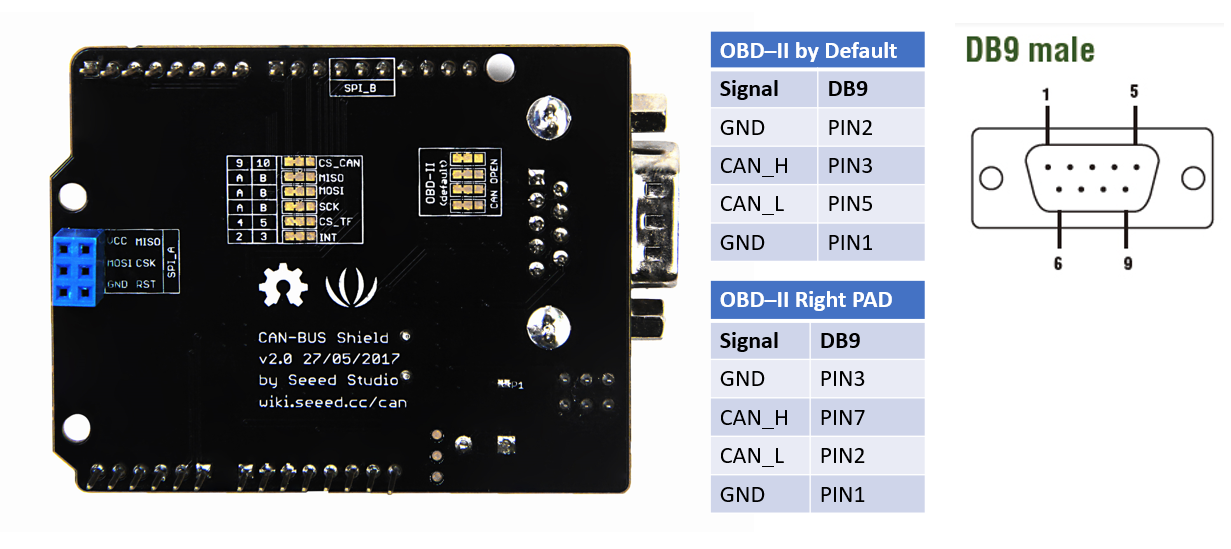 SPI_B
9 10 CS_CAN
A B MISO
A B MOSI
A B SCK
4 5 CS_TF
2 3 INT
OBD-II
(default)
CAN OPEN
VCC MISO
MOSI CSK
GND RST
SPI_A
CAN-BUS Shield
v2.0 27/05/2017
by Seeed Studio
wiki.seeed.cc/can
P1
OBD–II by Default
Signal DB9
GND PIN2
CAN_H PIN3
CAN_L PIN5
GND PIN1
OBD–II Right PAD
Signal DB9
GND PIN3
CAN_H PIN7
CAN_L PIN2
GND PIN1
DB9 male
1 5
6 9